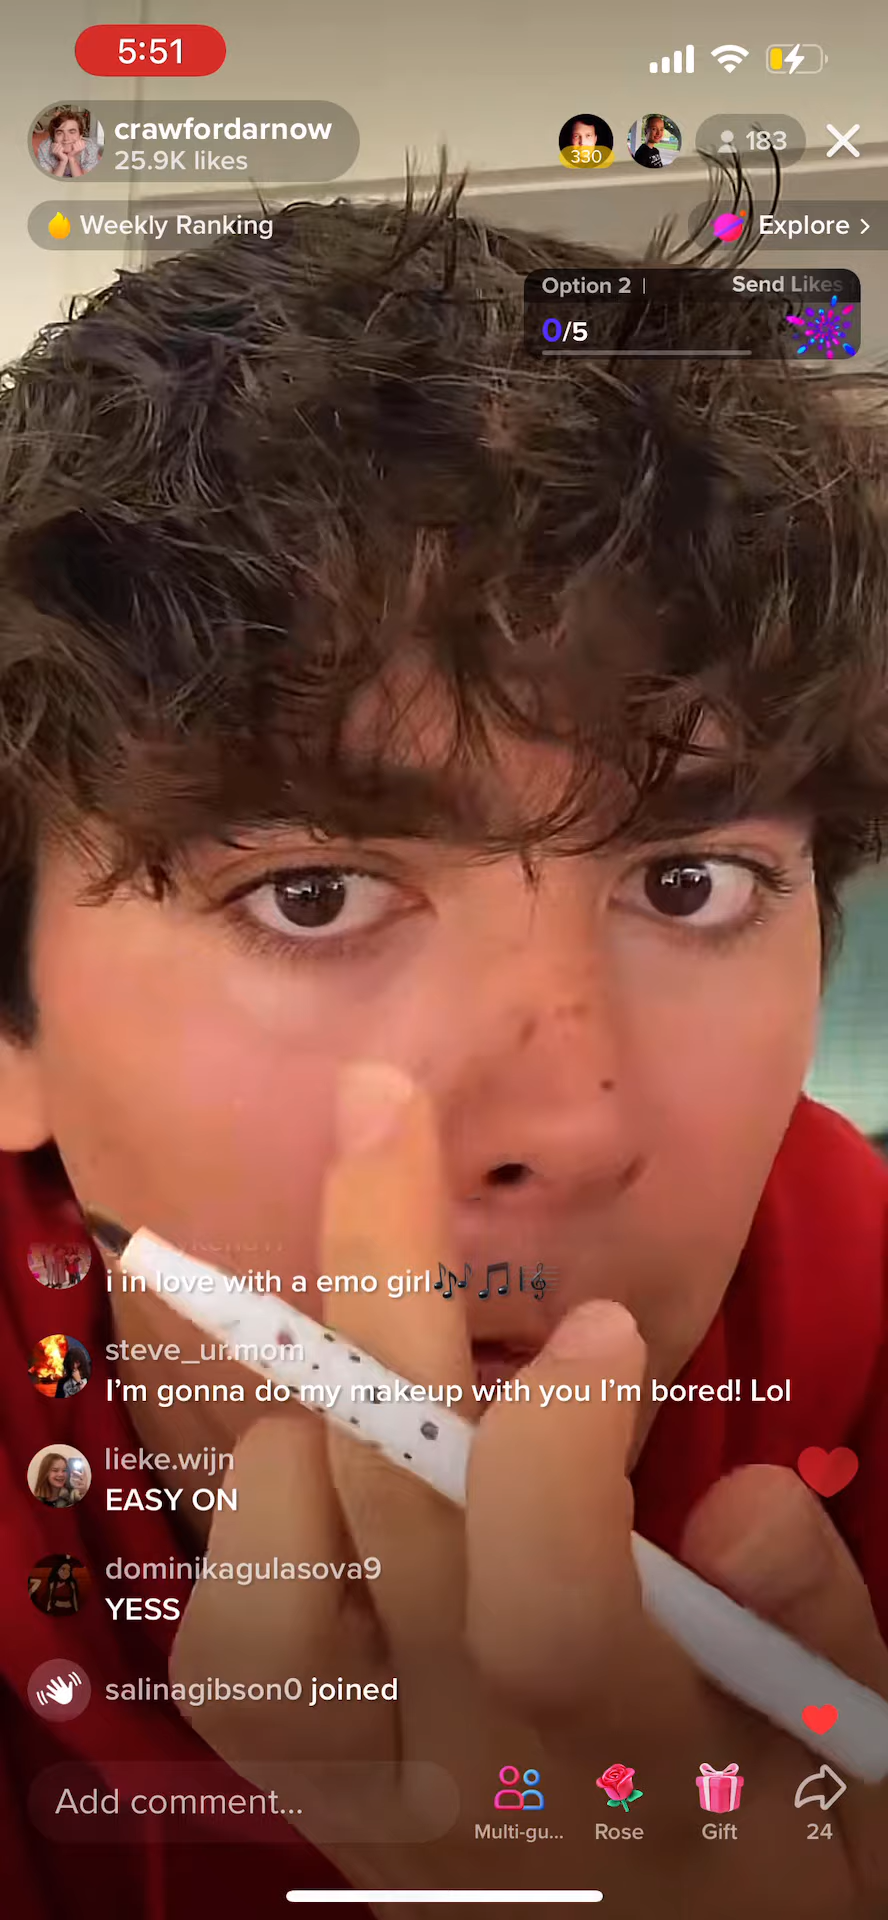 5:51
crawfordarnow
25.9K likes
330
183
Weekly Ranking
Explore
Option 2
Send Likes
0/5
i in love with a emo girl
steve_ur.mom
I'm gonna do my makeup with you I'm bored! Lol
lieke.wijn
EASY ON
dominikagulasova9
YESS
salinagibson0 joined
Add comment...
Multi-gu...
Rose
Gift
24